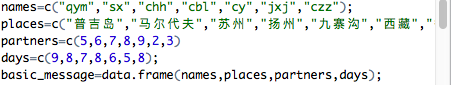 names=c("qym","sx","chh","cbl","cy","jxj","czz");
places=c("普吉岛","马尔代夫","苏州","扬州","九寨沟","西藏","
partners=c(5,6,7,8,9,2,3)
days=c(9,8,7,8,6,5,8);
basic_message=data.frame(names,places,partners,days);